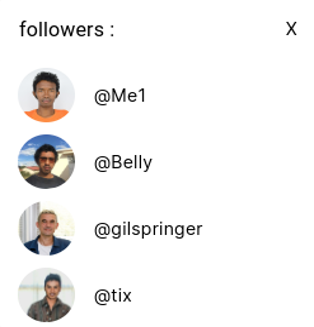 followers :
X
@Me1
@Belly
@gilspringer
@tix